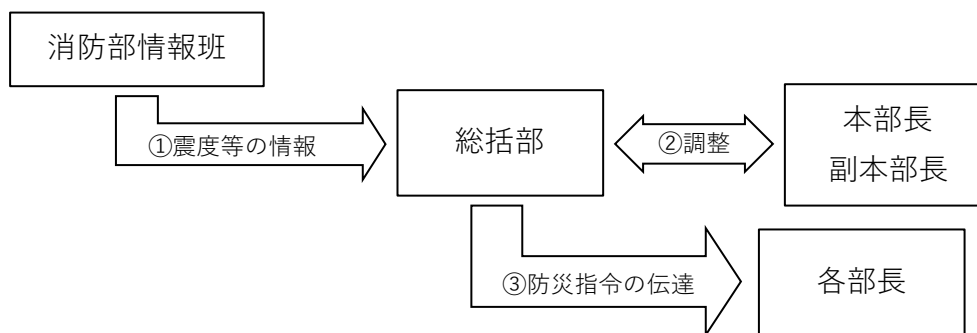 消防部情報班
①震度等の情報
総括部
②調整
本部長
副本部長
③防災指令の伝達
各部長